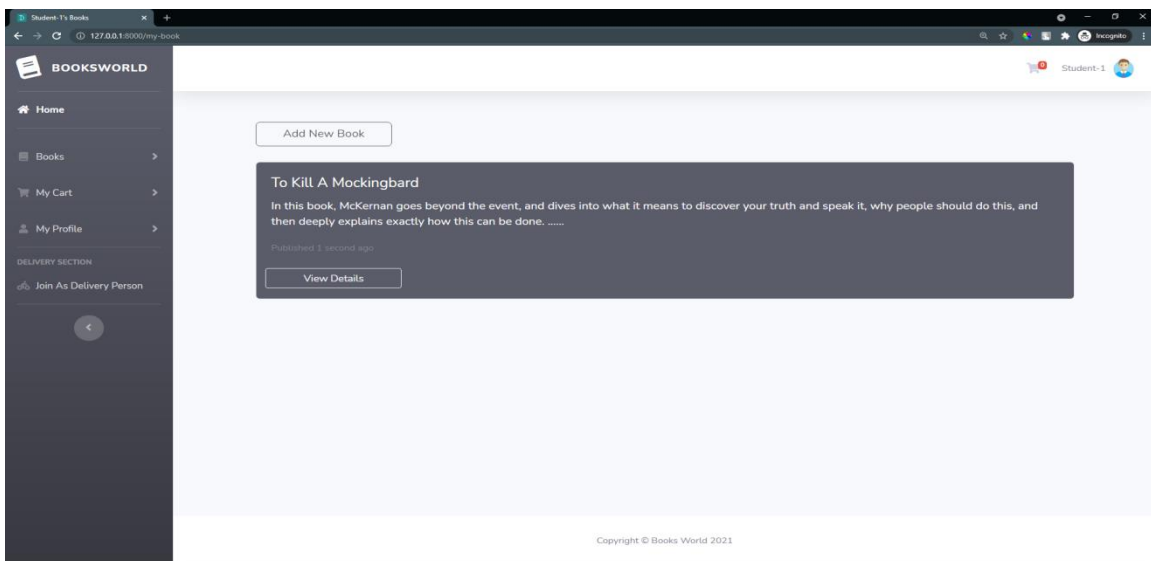 Student-1's Books
127.0.0.1:8000/my-book
Incognito
BOOKSWORLD
0
Student-1
Home
Books
My Cart
My Profile
DELIVERY SECTION
Join As Delivery Person
Add New Book
To Kill A Mockingbard
In this book, McKernan goes beyond the event, and dives into what it means to discover your truth and speak it, why people should do this, and
then deeply explains exactly how this can be done. ......
Published 1 second ago
View Details
Copyright © Books World 2021